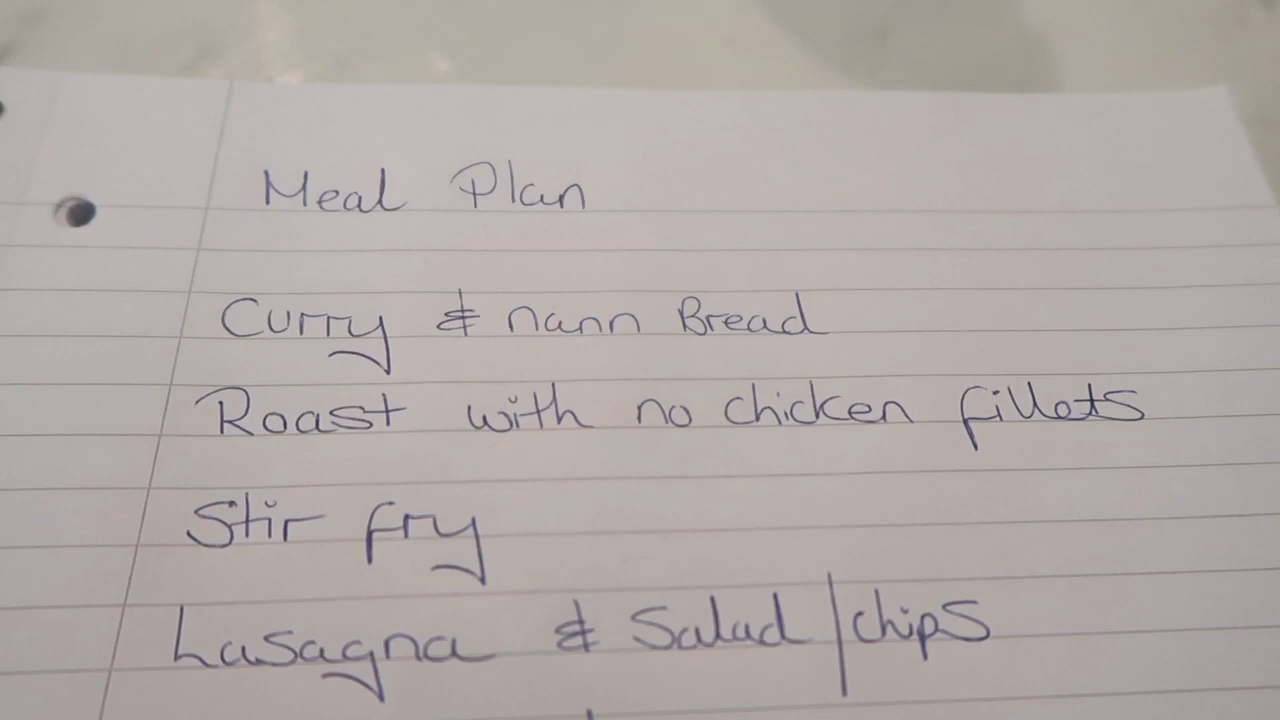 Meal Plan
Curry & nann Bread
Roast with no chicken fillets
Stir fry
Lasagna & Salad/chips